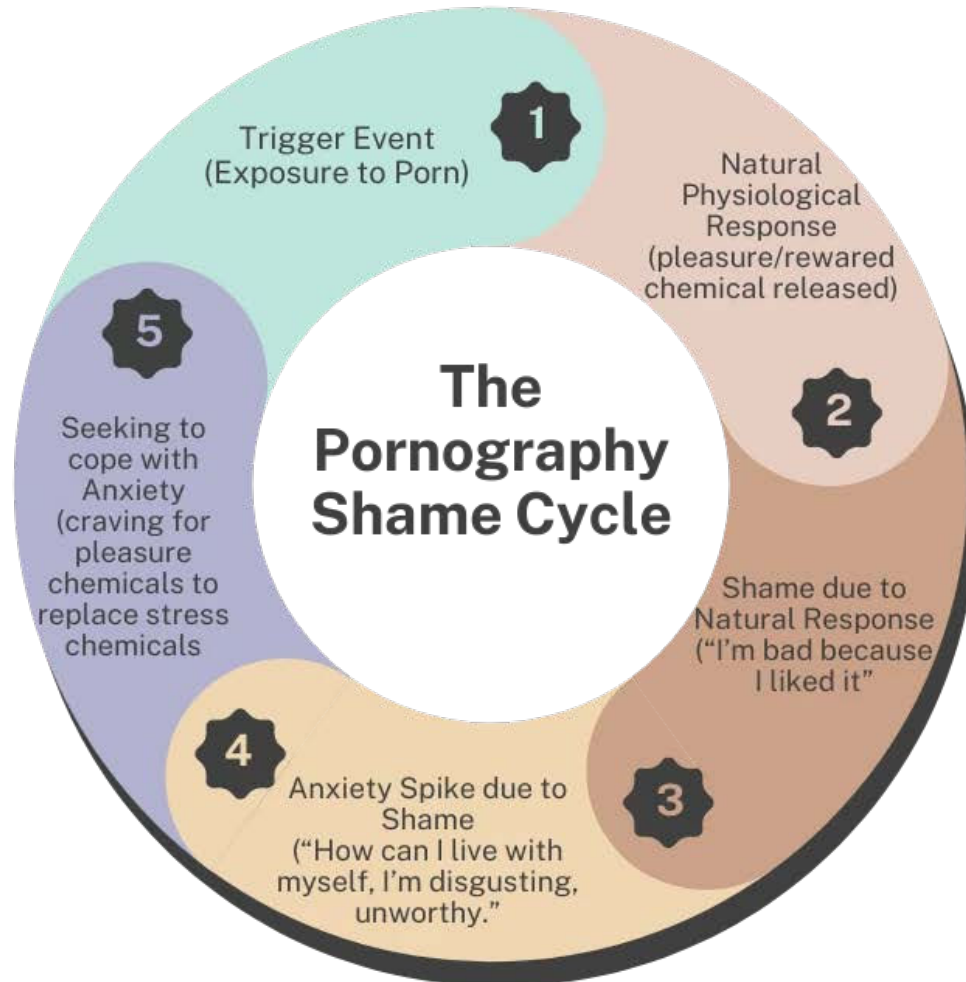 1
Trigger Event
(Exposure to Porn)
Natural
Physiological
Response
(pleasure/rewared
chemical released)
2
Shame due to
Natural Response
(“I’m bad because
I liked it”
3
Anxiety Spike due to
Shame
(“How can I live with
myself, I’m disgusting,
unworthy.”
4
5
Seeking to
cope with
Anxiety
(craving for
pleasure
chemicals to
replace stress
chemicals
The
Pornography
Shame Cycle